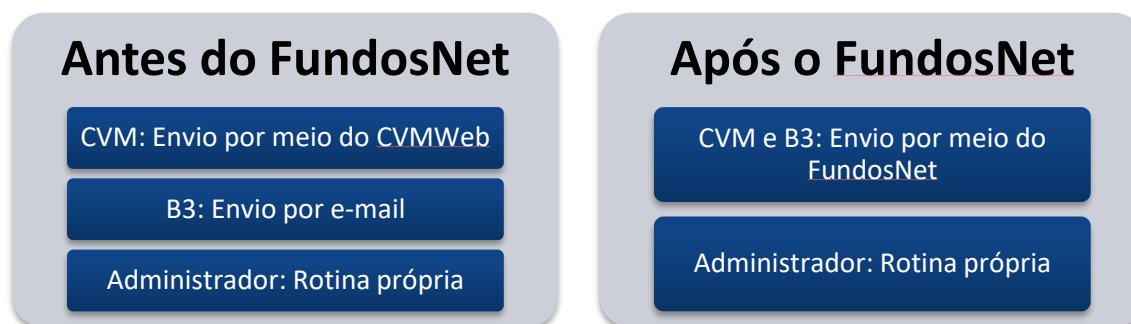 Antes do FundosNet
CVM: Envio por meio do CVMWeb
B3: Envio por e-mail
Administrador: Rotina própria
Após o FundosNet
CVM e B3: Envio por meio do
FundosNet
Administrador: Rotina própria